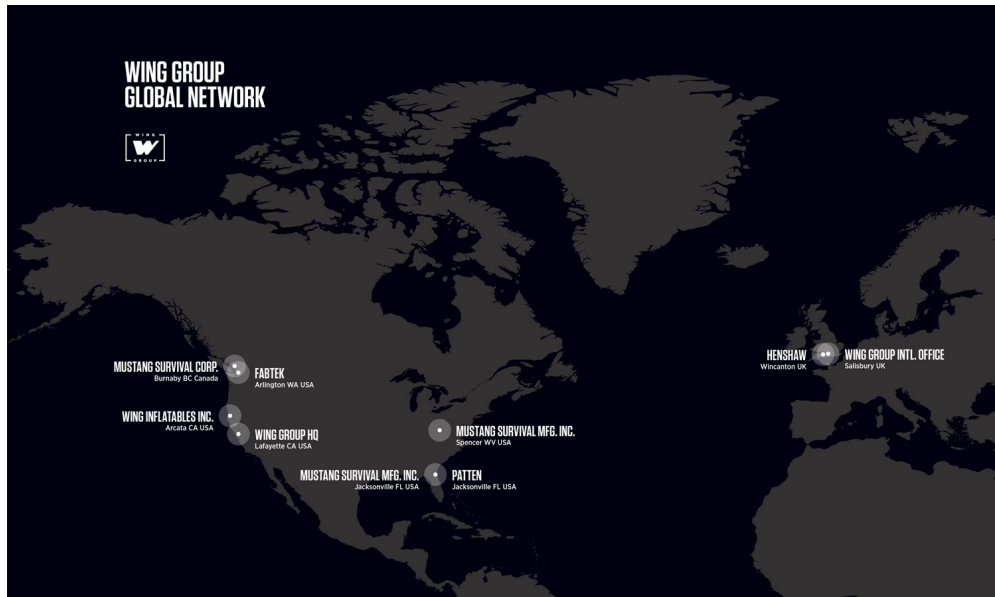 WING GROUP
GLOBAL NETWORK
WING
W
GROUP
MUSTANG SURVIVAL CORP.
Burnaby BC Canada
FABTEK
Arlington WA USA
WING INFLATABLES INC.
Arcata CA USA
WING GROUP HQ
Lafayette CA USA
MUSTANG SURVIVAL MFG. INC.
Spencer WV USA
MUSTANG SURVIVAL MFG. INC.
Jacksonville FL USA
PATTEN
Jacksonville FL USA
HENSHAW
Wincanton UK
WING GROUP INTL. OFFICE
Salisbury UK